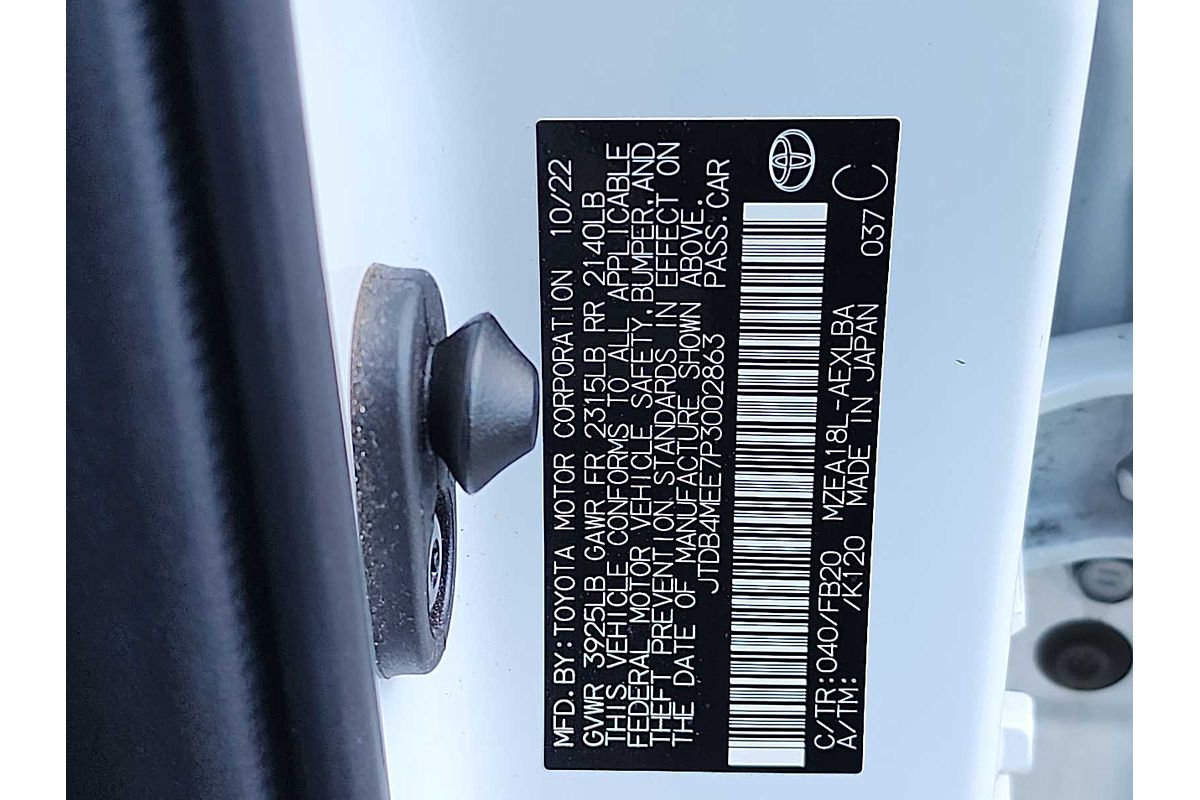 MFD.BY:TOYOTA MOTOR CORPORATION 10/22
GVWR 3925LB GAWR FR 2315LB RR 2140LB
THIS VEHICLE CONFORMS TO ALL APPLICABLE
FEDERAL MOTOR VEHICLE SAFETY,BUMPER,AND
THEFT PREVENTION STANDARDS IN EFFECT ON
THE DATE OF MANUFACTURE SHOWN ABOVE.
JTDB4MEE7P3002863 PASS.CAR
C/TR:040/FB20 MZEA18L-AEXLBA 037 C
A/TM: /K120 MADE IN JAPAN